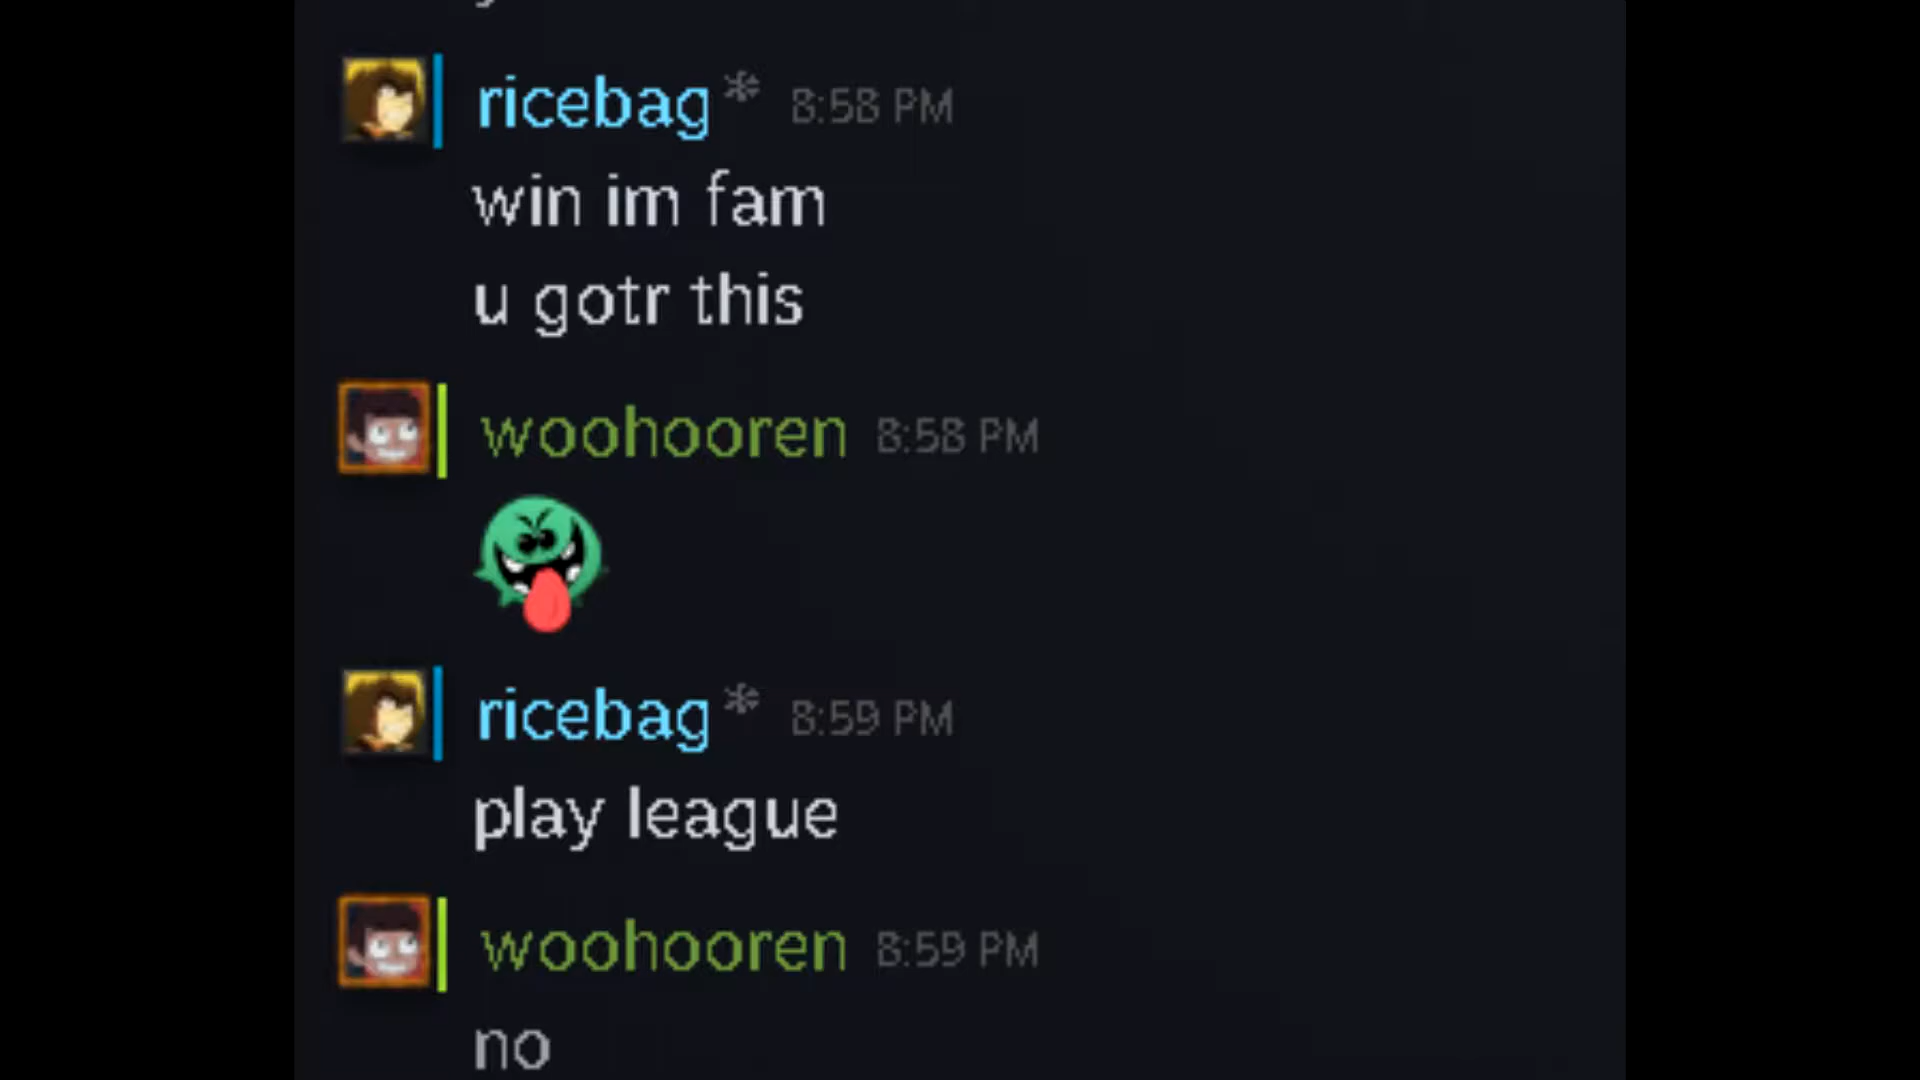 ricebag* 8:58 PM
win im fam
u gotr this
woohooren 8:58 PM
ricebag* 8:59 PM
play league
woohooren 8:59 PM
no